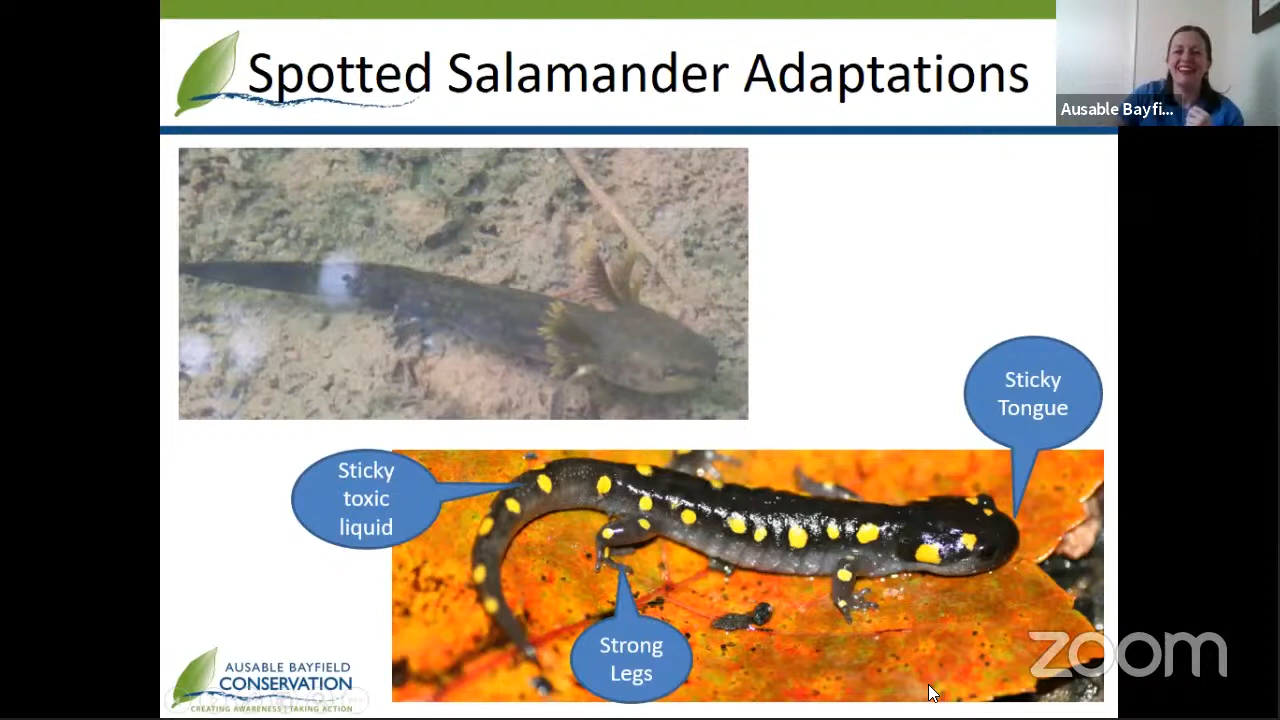 Spotted Salamander Adaptations
Ausable Bayfi...
Sticky
Tongue
Sticky
toxic
liquid
Strong
Legs
zoom
AUSABLE BAYFIELD
CONSERVATION
CREATING AWARENESS | TAKING ACTION